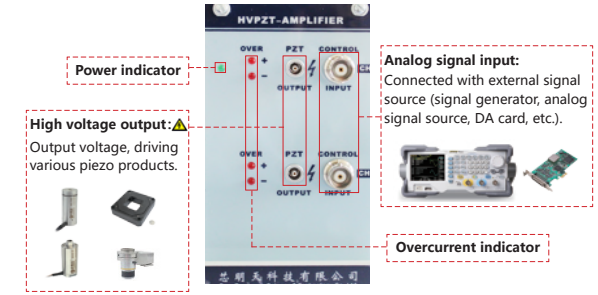 HVPZT-AMPLIFIER
OVER PZT CONTROL
+
−
CH
OUTPUT INPUT
OVER PZT CONTROL
+
−
CH
OUTPUT INPUT
芯明天科技有限公司
Power indicator
High voltage output:
Output voltage, driving
various piezo products.
Analog signal input:
Connected with external signal
source (signal generator, analog
signal source, DA card, etc.).
Overcurrent indicator